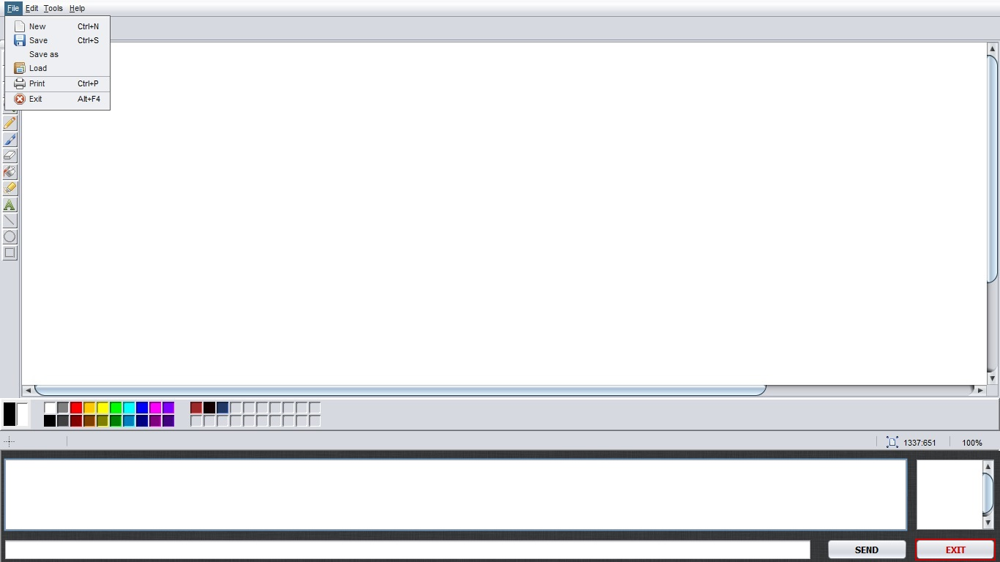 File Edit Tools Help
New Ctrl+N
Save Ctrl+S
Save as
Load
Print Ctrl+P
Exit Alt+F4
A
1337:651 100%
SEND EXIT